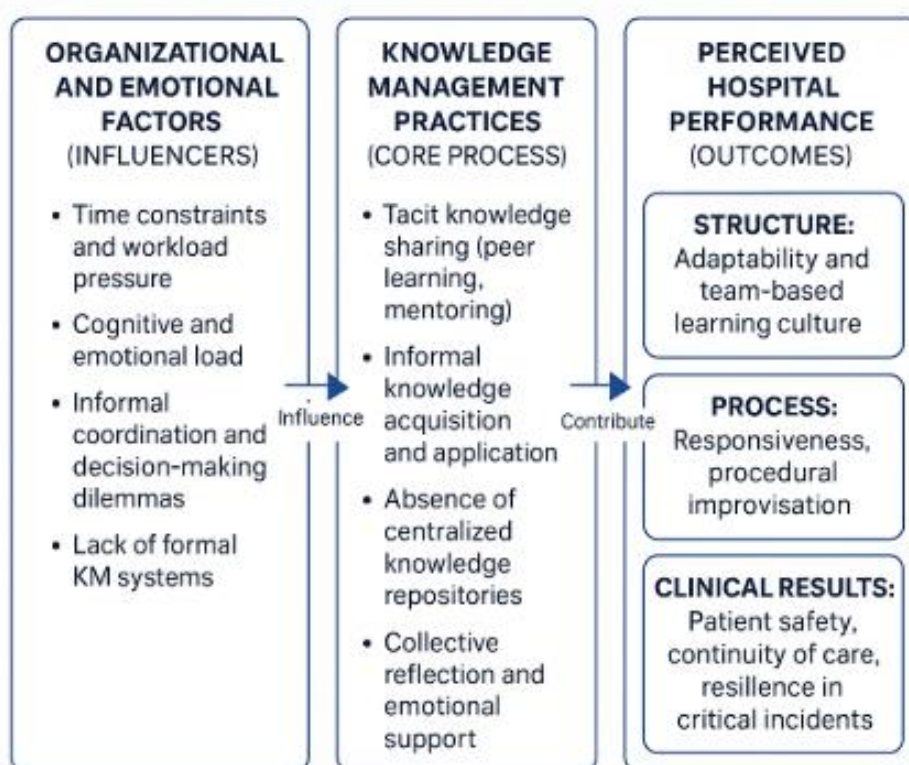 ORGANIZATIONAL
AND EMOTIONAL
FACTORS
(INFLUENCERS)
• Time constraints
and workload
pressure
• Cognitive and
emotional load
• Informal
coordination and
decision-making
dilemmas
• Lack of formal
KM systems
Influence
KNOWLEDGE
MANAGEMENT
PRACTICES
(CORE PROCESS)
• Tacit knowledge
sharing (peer
learning,
mentoring)
• Informal
knowledge
acquisition
and application
• Absence of
centralized
knowledge
repositories
• Collective
reflection and
emotional
support
Contribute
PERCEIVED
HOSPITAL
PERFORMANCE
(OUTCOMES)
STRUCTURE:
Adaptability and
team-based
learning culture
PROCESS:
Responsiveness,
procedural
improvisation
CLINICAL RESULTS:
Patient safety,
continuity of care,
resillence in
critical incidents